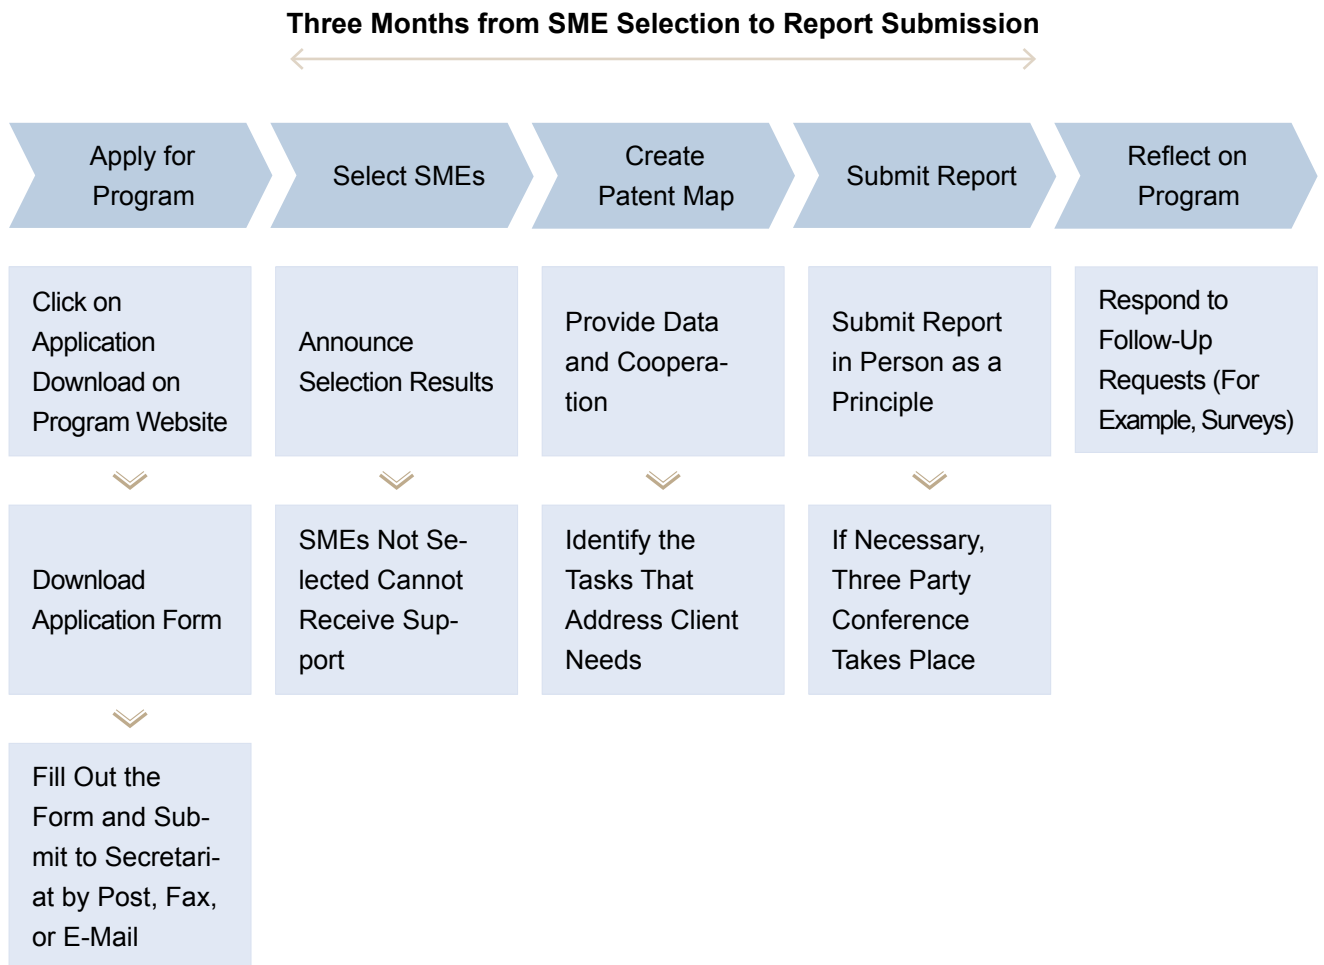 Three Months from SME Selection to Report Submission
Apply for
Program
Select SMEs
Create
Patent Map
Submit Report
Reflect on
Program
Click on
Application
Download on
Program Website
Download
Application Form
Fill Out the
Form and Sub-
mit to Secretari-
at by Post, Fax,
or E-Mail
Announce
Selection Results
SMEs Not Se-
lected Cannot
Receive Sup-
port
Provide Data
and Coopera-
tion
Identify the
Tasks That
Address Client
Needs
Submit Report
in Person as a
Principle
If Necessary,
Three Party
Conference
Takes Place
Respond to
Follow-Up
Requests (For
Example, Surveys)